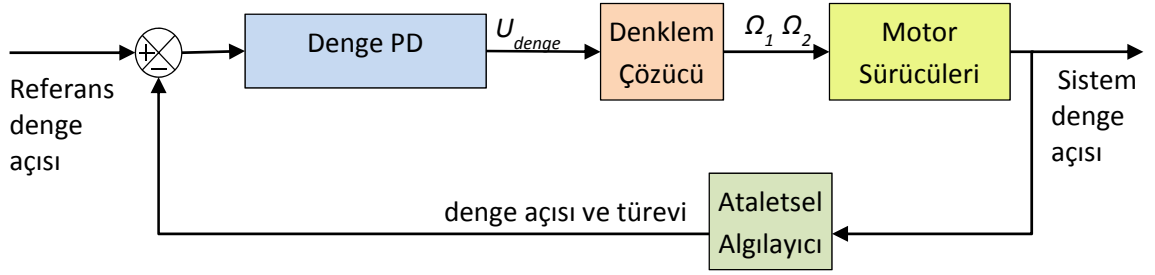 Referans
denge
açısı
+
−
Denge PD
U_denge
Denklem
Çözücü
Ω₁ Ω₂
Motor
Sürücüleri
Sistem
denge
açısı
Ataletsel
Algılayıcı
denge açısı ve türevi